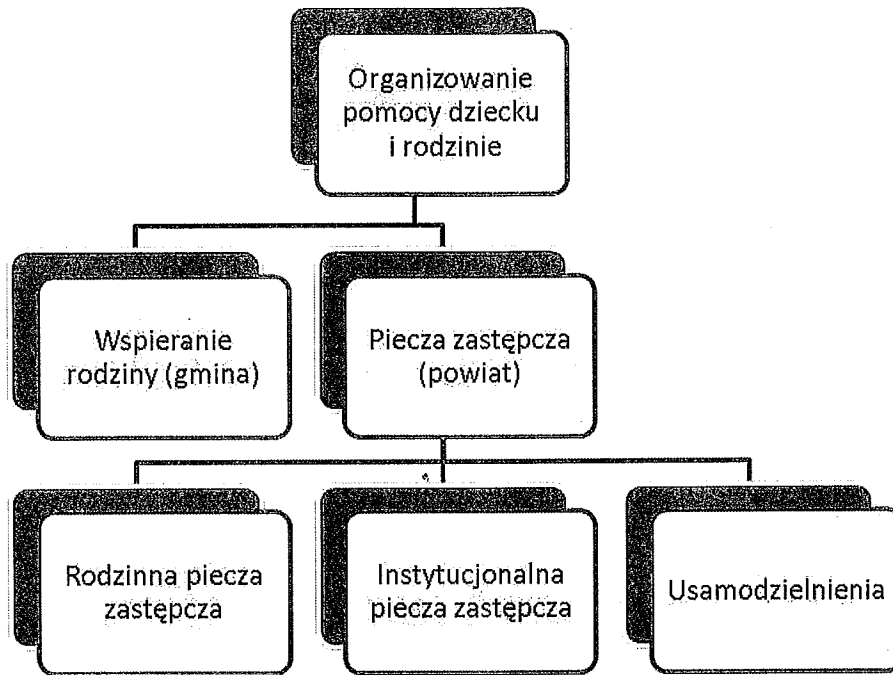 Organizowanie
pomocy dziecku
i rodzinie
Wspieranie
rodziny (gmina)
Piecza zastępcza
(powiat)
Rodzinna piecza
zastępcza
Instytucjonalna
piecza zastępcza
Usamodzielnienia